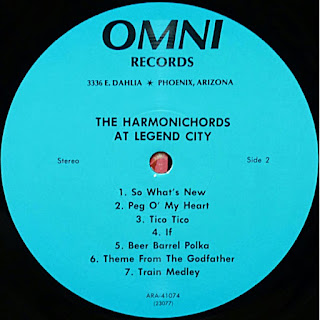 OMNI
RECORDS
3336 E. DAHLIA ★ PHOENIX, ARIZONA
THE HARMONICHORDS
AT LEGEND CITY
Stereo Side 2
1. So What's New
2. Peg O' My Heart
3. Tico Tico
4. If
5. Beer Barrel Polka
6. Theme From The Godfather
7. Train Medley
ARA-41074
(23077)